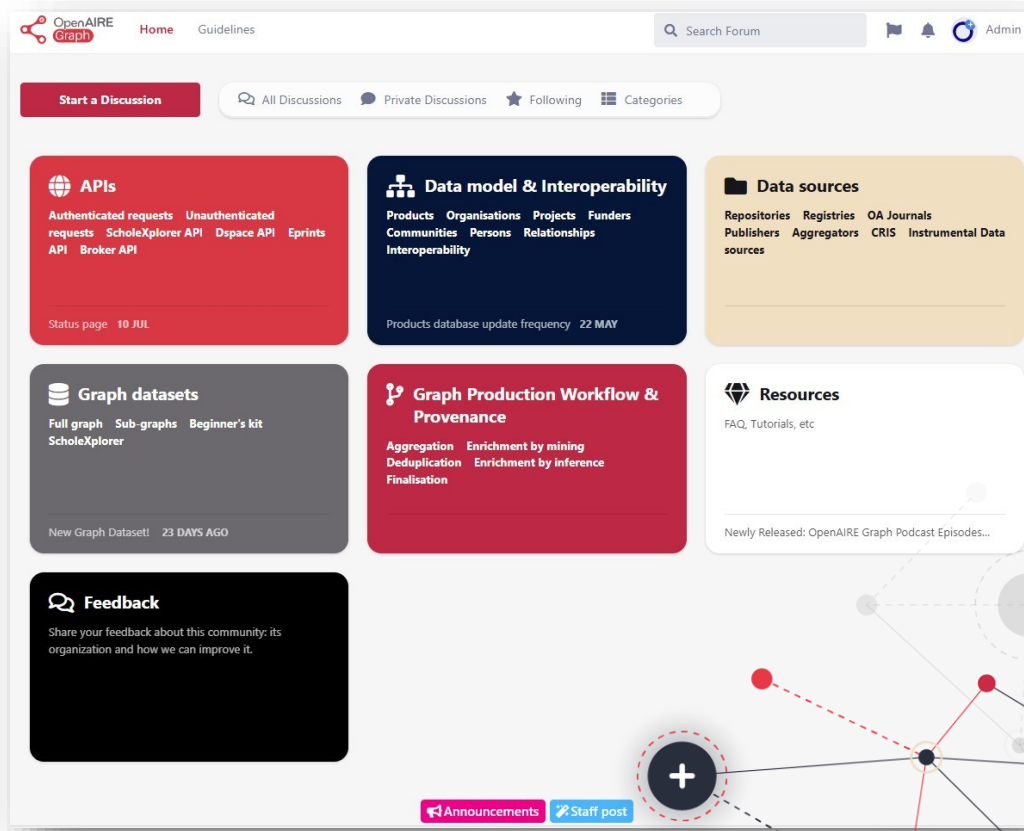 OpenAIRE
Graph
Home Guidelines Search Forum Admin
Start a Discussion All Discussions Private Discussions Following Categories
APIs
Authenticated requests Unauthenticated
requests ScholeXplorer API Dspace API Eprints
API Broker API
Status page 10 JUL
Data model & Interoperability
Products Organisations Projects Funders
Communities Persons Relationships
Interoperability
Products database update frequency 22 MAY
Data sources
Repositories Registries OA Journals
Publishers Aggregators CRIS Instrumental Data
sources
Graph datasets
Full graph Sub-graphs Beginner's kit
ScholeXplorer
New Graph Dataset! 23 DAYS AGO
Graph Production Workflow &
Provenance
Aggregation Enrichment by mining
Deduplication Enrichment by inference
Finalisation
Resources
FAQ, Tutorials, etc
Newly Released: OpenAIRE Graph Podcast Episodes...
Feedback
Share your feedback about this community: its
organization and how we can improve it.
Announcements Staff post